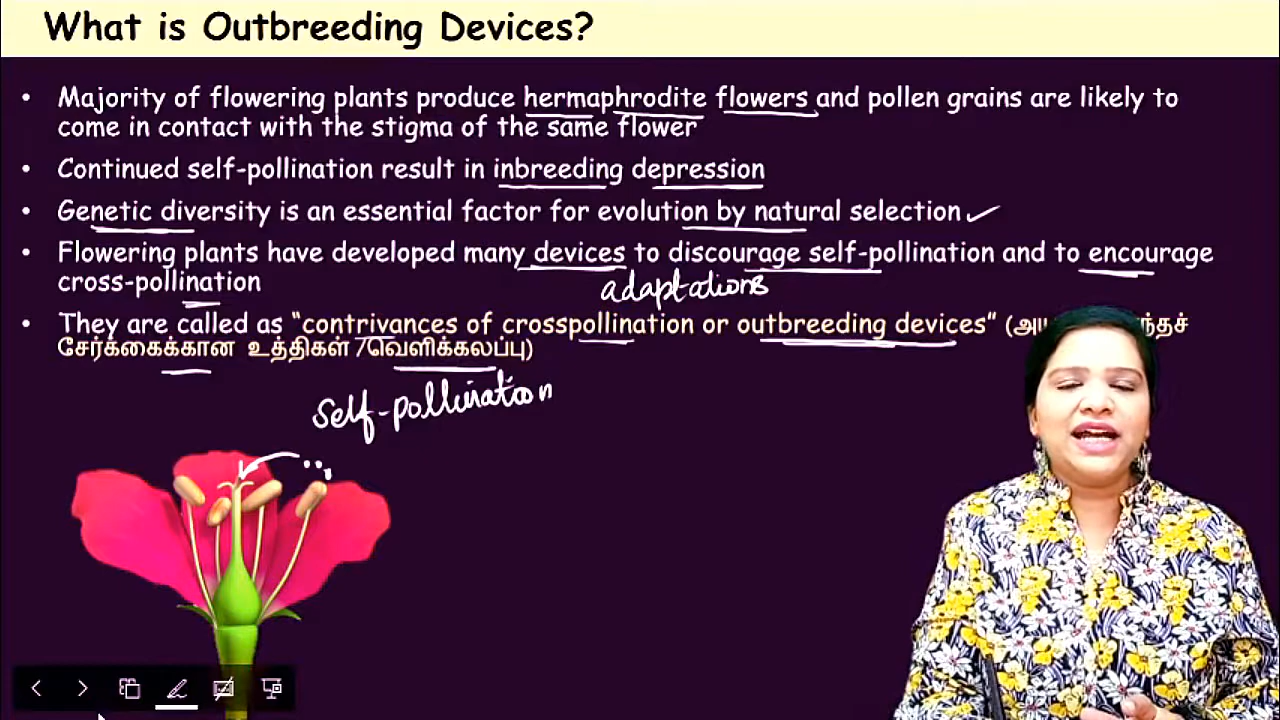 What is Outbreeding Devices?
• Majority of flowering plants produce hermaphrodite flowers and pollen grains are likely to
come in contact with the stigma of the same flower
• Continued self-pollination result in inbreeding depression
• Genetic diversity is an essential factor for evolution by natural selection
• Flowering plants have developed many devices to discourage self-pollination and to encourage
cross-pollination
adaptations
• They are called as “contrivances of crosspollination or outbreeding devices” (
சேர்க்கைக்கான உத்திகள் /வெளிக்கலப்பு)
Self-pollination